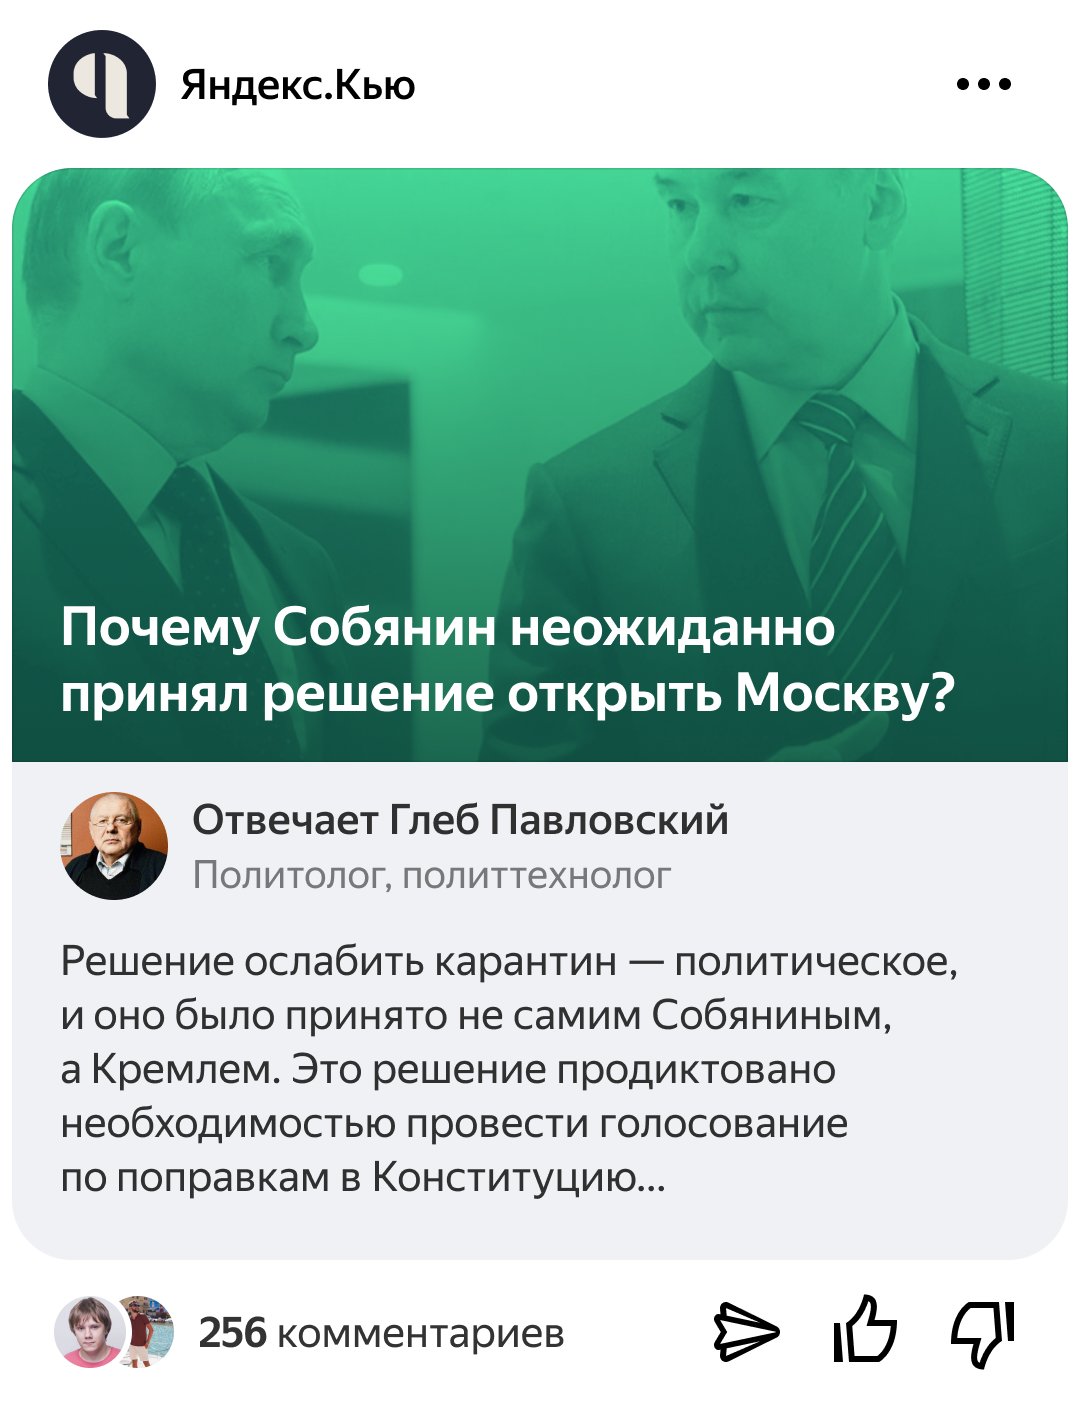 Яндекс.Кью
Почему Собянин неожиданно
принял решение открыть Москву?
Отвечает Глеб Павловский
Политолог, политтехнолог
Решение ослабить карантин — политическое,
и оно было принято не самим Собяниным,
а Кремлем. Это решение продиктовано
необходимостью провести голосование
по поправкам в Конституцию...
256 комментариев